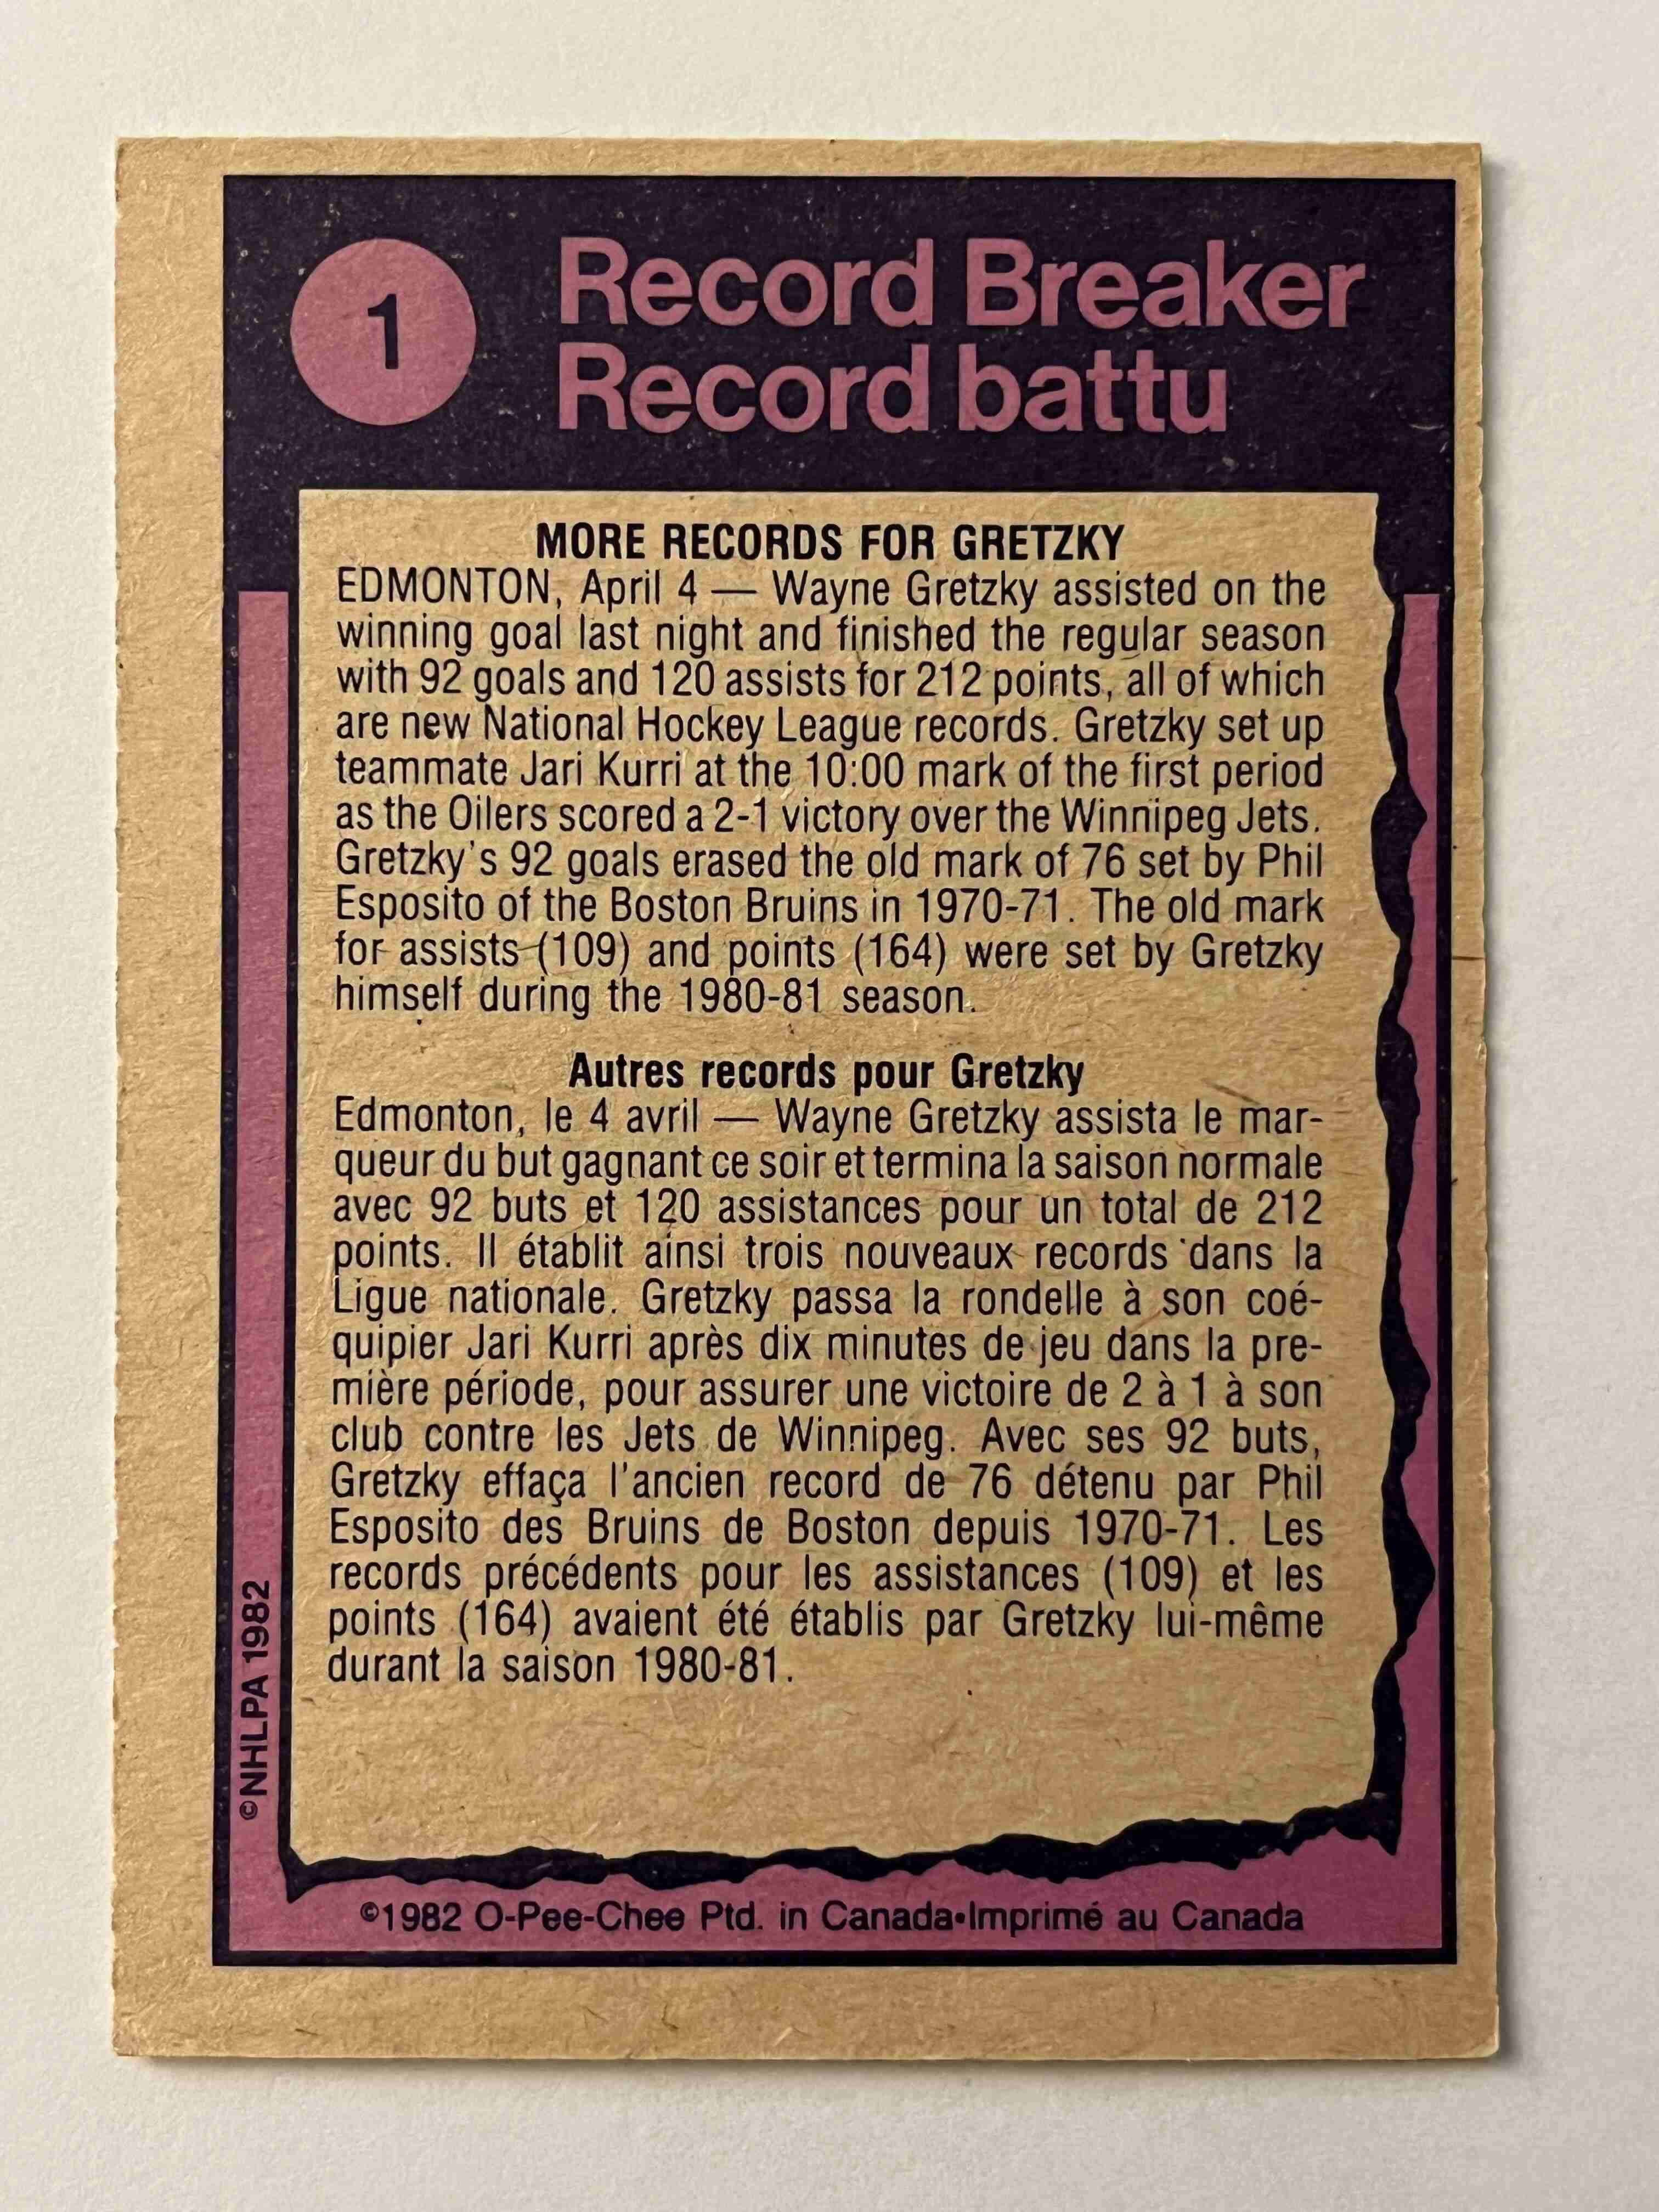 1
Record Breaker
Record battu
MORE RECORDS FOR GRETZKY
EDMONTON, April 4 — Wayne Gretzky assisted on the
winning goal last night and finished the regular season
with 92 goals and 120 assists for 212 points, all of which
are new National Hockey League records. Gretzky set up
teammate Jari Kurri at the 10:00 mark of the first period
as the Oilers scored a 2-1 victory over the Winnipeg Jets.
Gretzky's 92 goals erased the old mark of 76 set by Phil
Esposito of the Boston Bruins in 1970-71. The old mark
for assists (109) and points (164) were set by Gretzky
himself during the 1980-81 season.
Autres records pour Gretzky
Edmonton, le 4 avril — Wayne Gretzky assista le mar-
queur du but gagnant ce soir et termina la saison normale
avec 92 buts et 120 assistances pour un total de 212
points. Il établit ainsi trois nouveaux records dans la
Ligue nationale. Gretzky passa la rondelle à son coé-
quipier Jari Kurri après dix minutes de jeu dans la pre-
mière période, pour assurer une victoire de 2 à 1 à son
club contre les Jets de Winnipeg. Avec ses 92 buts,
Gretzky effaça l'ancien record de 76 détenu par Phil
Esposito des Bruins de Boston depuis 1970-71. Les
records précédents pour les assistances (109) et les
points (164) avaient été établis par Gretzky lui-même
durant la saison 1980-81.
©NHLPA 1982
©1982 O-Pee-Chee Ptd. in Canada•Imprimé au Canada